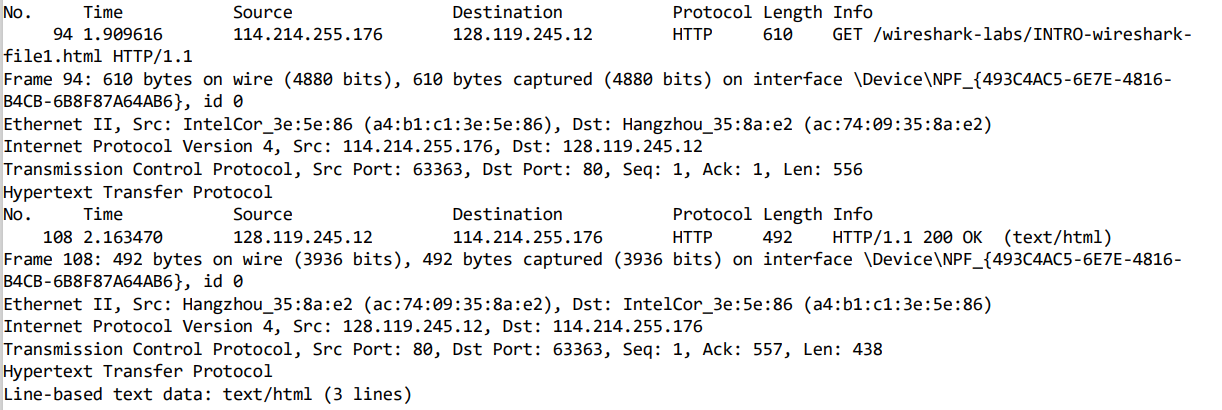 No. Time Source Destination Protocol Length Info
94 1.909616 114.214.255.176 128.119.245.12 HTTP 610 GET /wireshark-labs/INTRO-wireshark-
file1.html HTTP/1.1
Frame 94: 610 bytes on wire (4880 bits), 610 bytes captured (4880 bits) on interface \Device\NPF_{493C4AC5-6E7E-4816-
B4CB-6B8F87A64AB6}, id 0
Ethernet II, Src: IntelCor_3e:5e:86 (a4:b1:c1:3e:5e:86), Dst: Hangzhou_35:8a:e2 (ac:74:09:35:8a:e2)
Internet Protocol Version 4, Src: 114.214.255.176, Dst: 128.119.245.12
Transmission Control Protocol, Src Port: 63363, Dst Port: 80, Seq: 1, Ack: 1, Len: 556
Hypertext Transfer Protocol
No. Time Source Destination Protocol Length Info
108 2.163470 128.119.245.12 114.214.255.176 HTTP 492 HTTP/1.1 200 OK (text/html)
Frame 108: 492 bytes on wire (3936 bits), 492 bytes captured (3936 bits) on interface \Device\NPF_{493C4AC5-6E7E-4816-
B4CB-6B8F87A64AB6}, id 0
Ethernet II, Src: Hangzhou_35:8a:e2 (ac:74:09:35:8a:e2), Dst: IntelCor_3e:5e:86 (a4:b1:c1:3e:5e:86)
Internet Protocol Version 4, Src: 128.119.245.12, Dst: 114.214.255.176
Transmission Control Protocol, Src Port: 80, Dst Port: 63363, Seq: 1, Ack: 557, Len: 438
Hypertext Transfer Protocol
Line-based text data: text/html (3 lines)